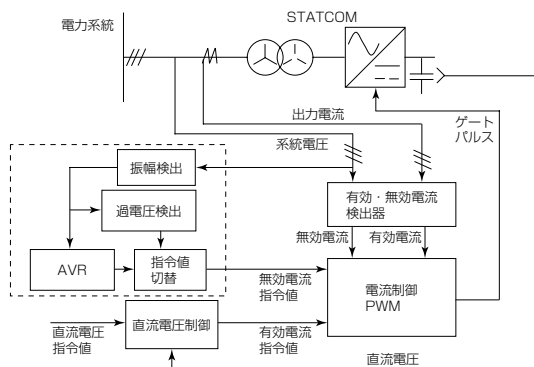 STATCOM
電力系統
出力電流
ゲート
パルス
系統電圧
振幅検出
過電圧検出
有効・無効電流
検出器
無効電流
有効電流
AVR
指令値
切替
無効電流
指令値
電流制御
PWM
直流電圧
指令値
直流電圧制御
有効電流
指令値
直流電圧